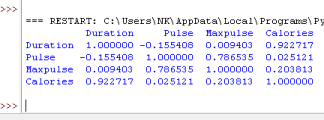 >>>
=== RESTART: C:\Users\NK\AppData\Local\Programs\Py
Duration Pulse Maxpulse Calories
Duration 1.000000 -0.155408 0.009403 0.922717
Pulse -0.155408 1.000000 0.786535 0.025121
Maxpulse 0.009403 0.786535 1.000000 0.203813
Calories 0.922717 0.025121 0.203813 1.000000
>>>